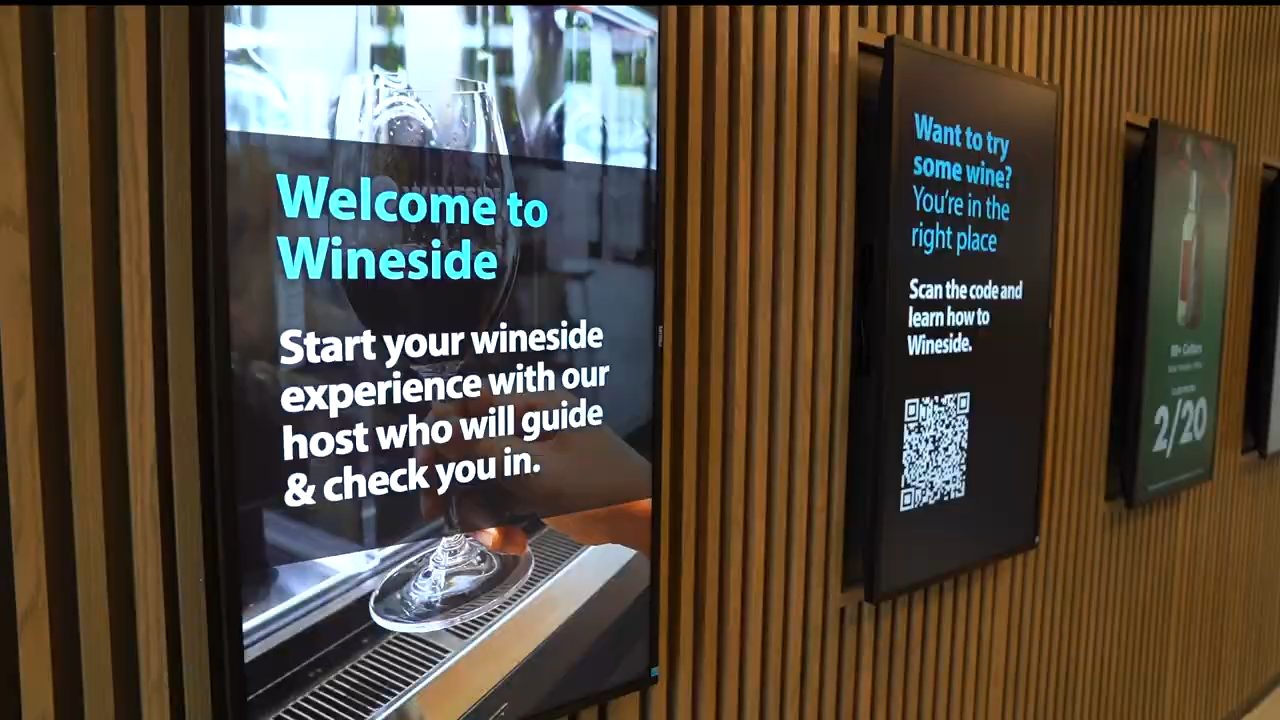 Welcome to
Wineside
Start your wineside
experience with our
host who will guide
& check you in.
Want to try
some wine?
You're in the
right place
Scan the code and
learn how to
Wineside.
2/20